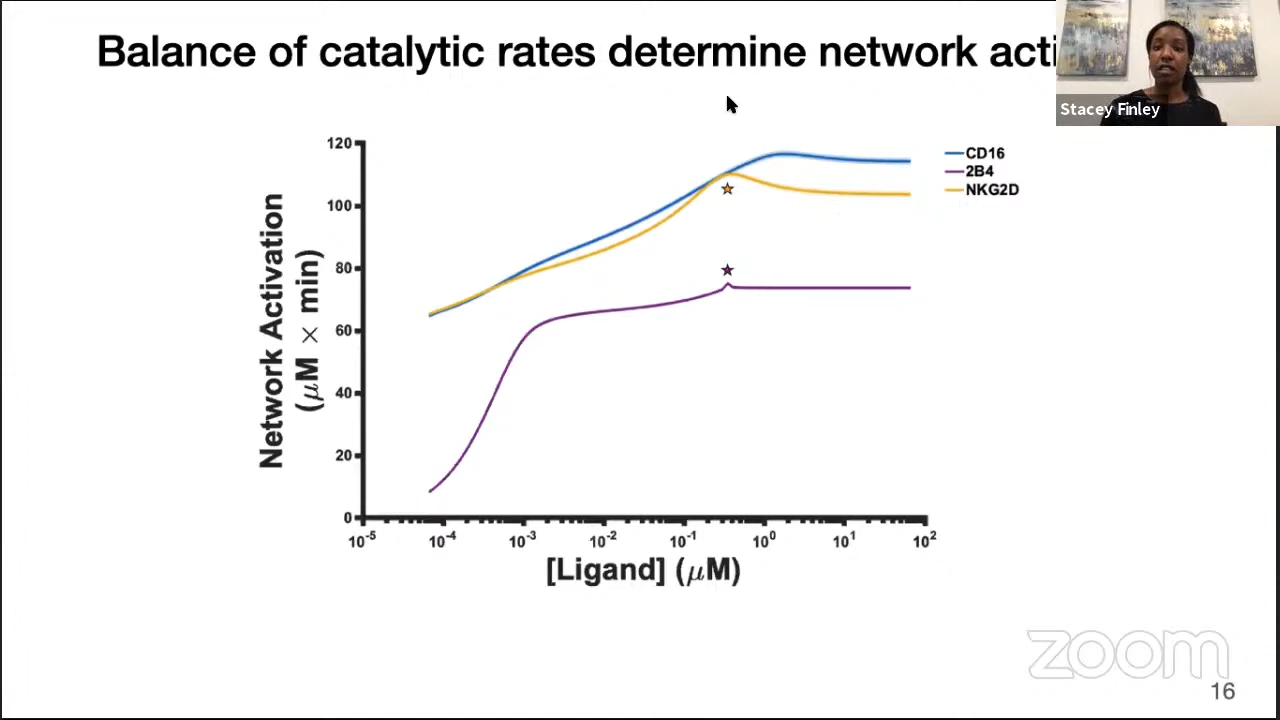 Balance of catalytic rates determine network acti
Stacey Finley
CD16
2B4
NKG2D
Network Activation
(μM × min)
120
100
80
60
40
20
0
10⁻⁵ 10⁻⁴ 10⁻³ 10⁻² 10⁻¹ 10⁰ 10¹ 10²
[Ligand] (μM)
zoom
16